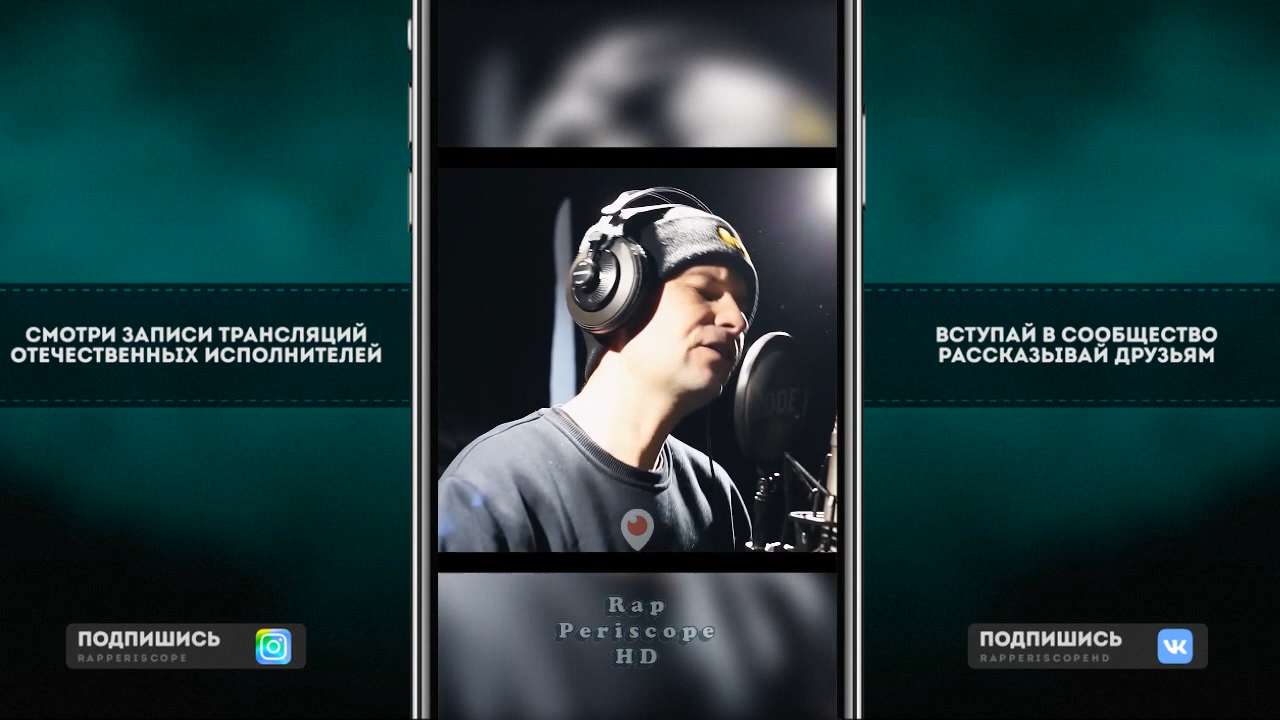 СМОТРИ ЗАПИСИ ТРАНСЛЯЦИЙ
ОТЕЧЕСТВЕННЫХ ИСПОЛНИТЕЛЕЙ
ВСТУПАЙ В СООБЩЕСТВО
РАССКАЗЫВАЙ ДРУЗЬЯМ
Rap
Periscope
HD
ПОДПИШИСЬ
RAPPERISCOPE
ПОДПИШИСЬ
RAPPERISCOPEHD